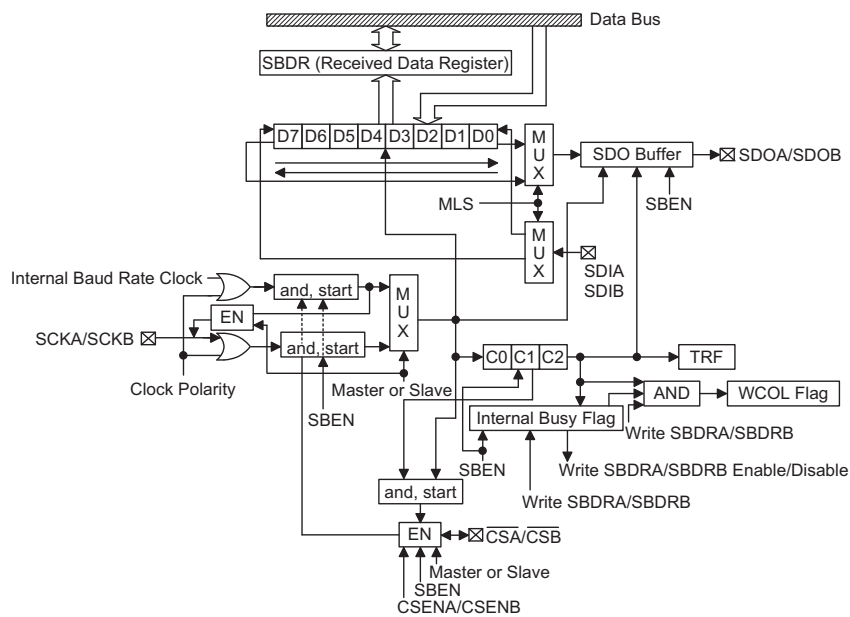 Data Bus
SBDR (Received Data Register)
D7 D6 D5 D4 D3 D2 D1 D0
MUX
SDO Buffer
SDOA/SDOB
MLS
SBEN
MUX
SDIA
SDIB
Internal Baud Rate Clock
and, start
MUX
EN
SCKA/SCKB
and, start
C0 C1 C2
TRF
Clock Polarity
Master or Slave
SBEN
AND
WCOL Flag
Internal Busy Flag
Write SBDRA/SBDRB
SBEN
Write SBDRA/SBDRB Enable/Disable
Write SBDRA/SBDRB
and, start
EN
CSA/CSB
Master or Slave
SBEN
CSENA/CSENB